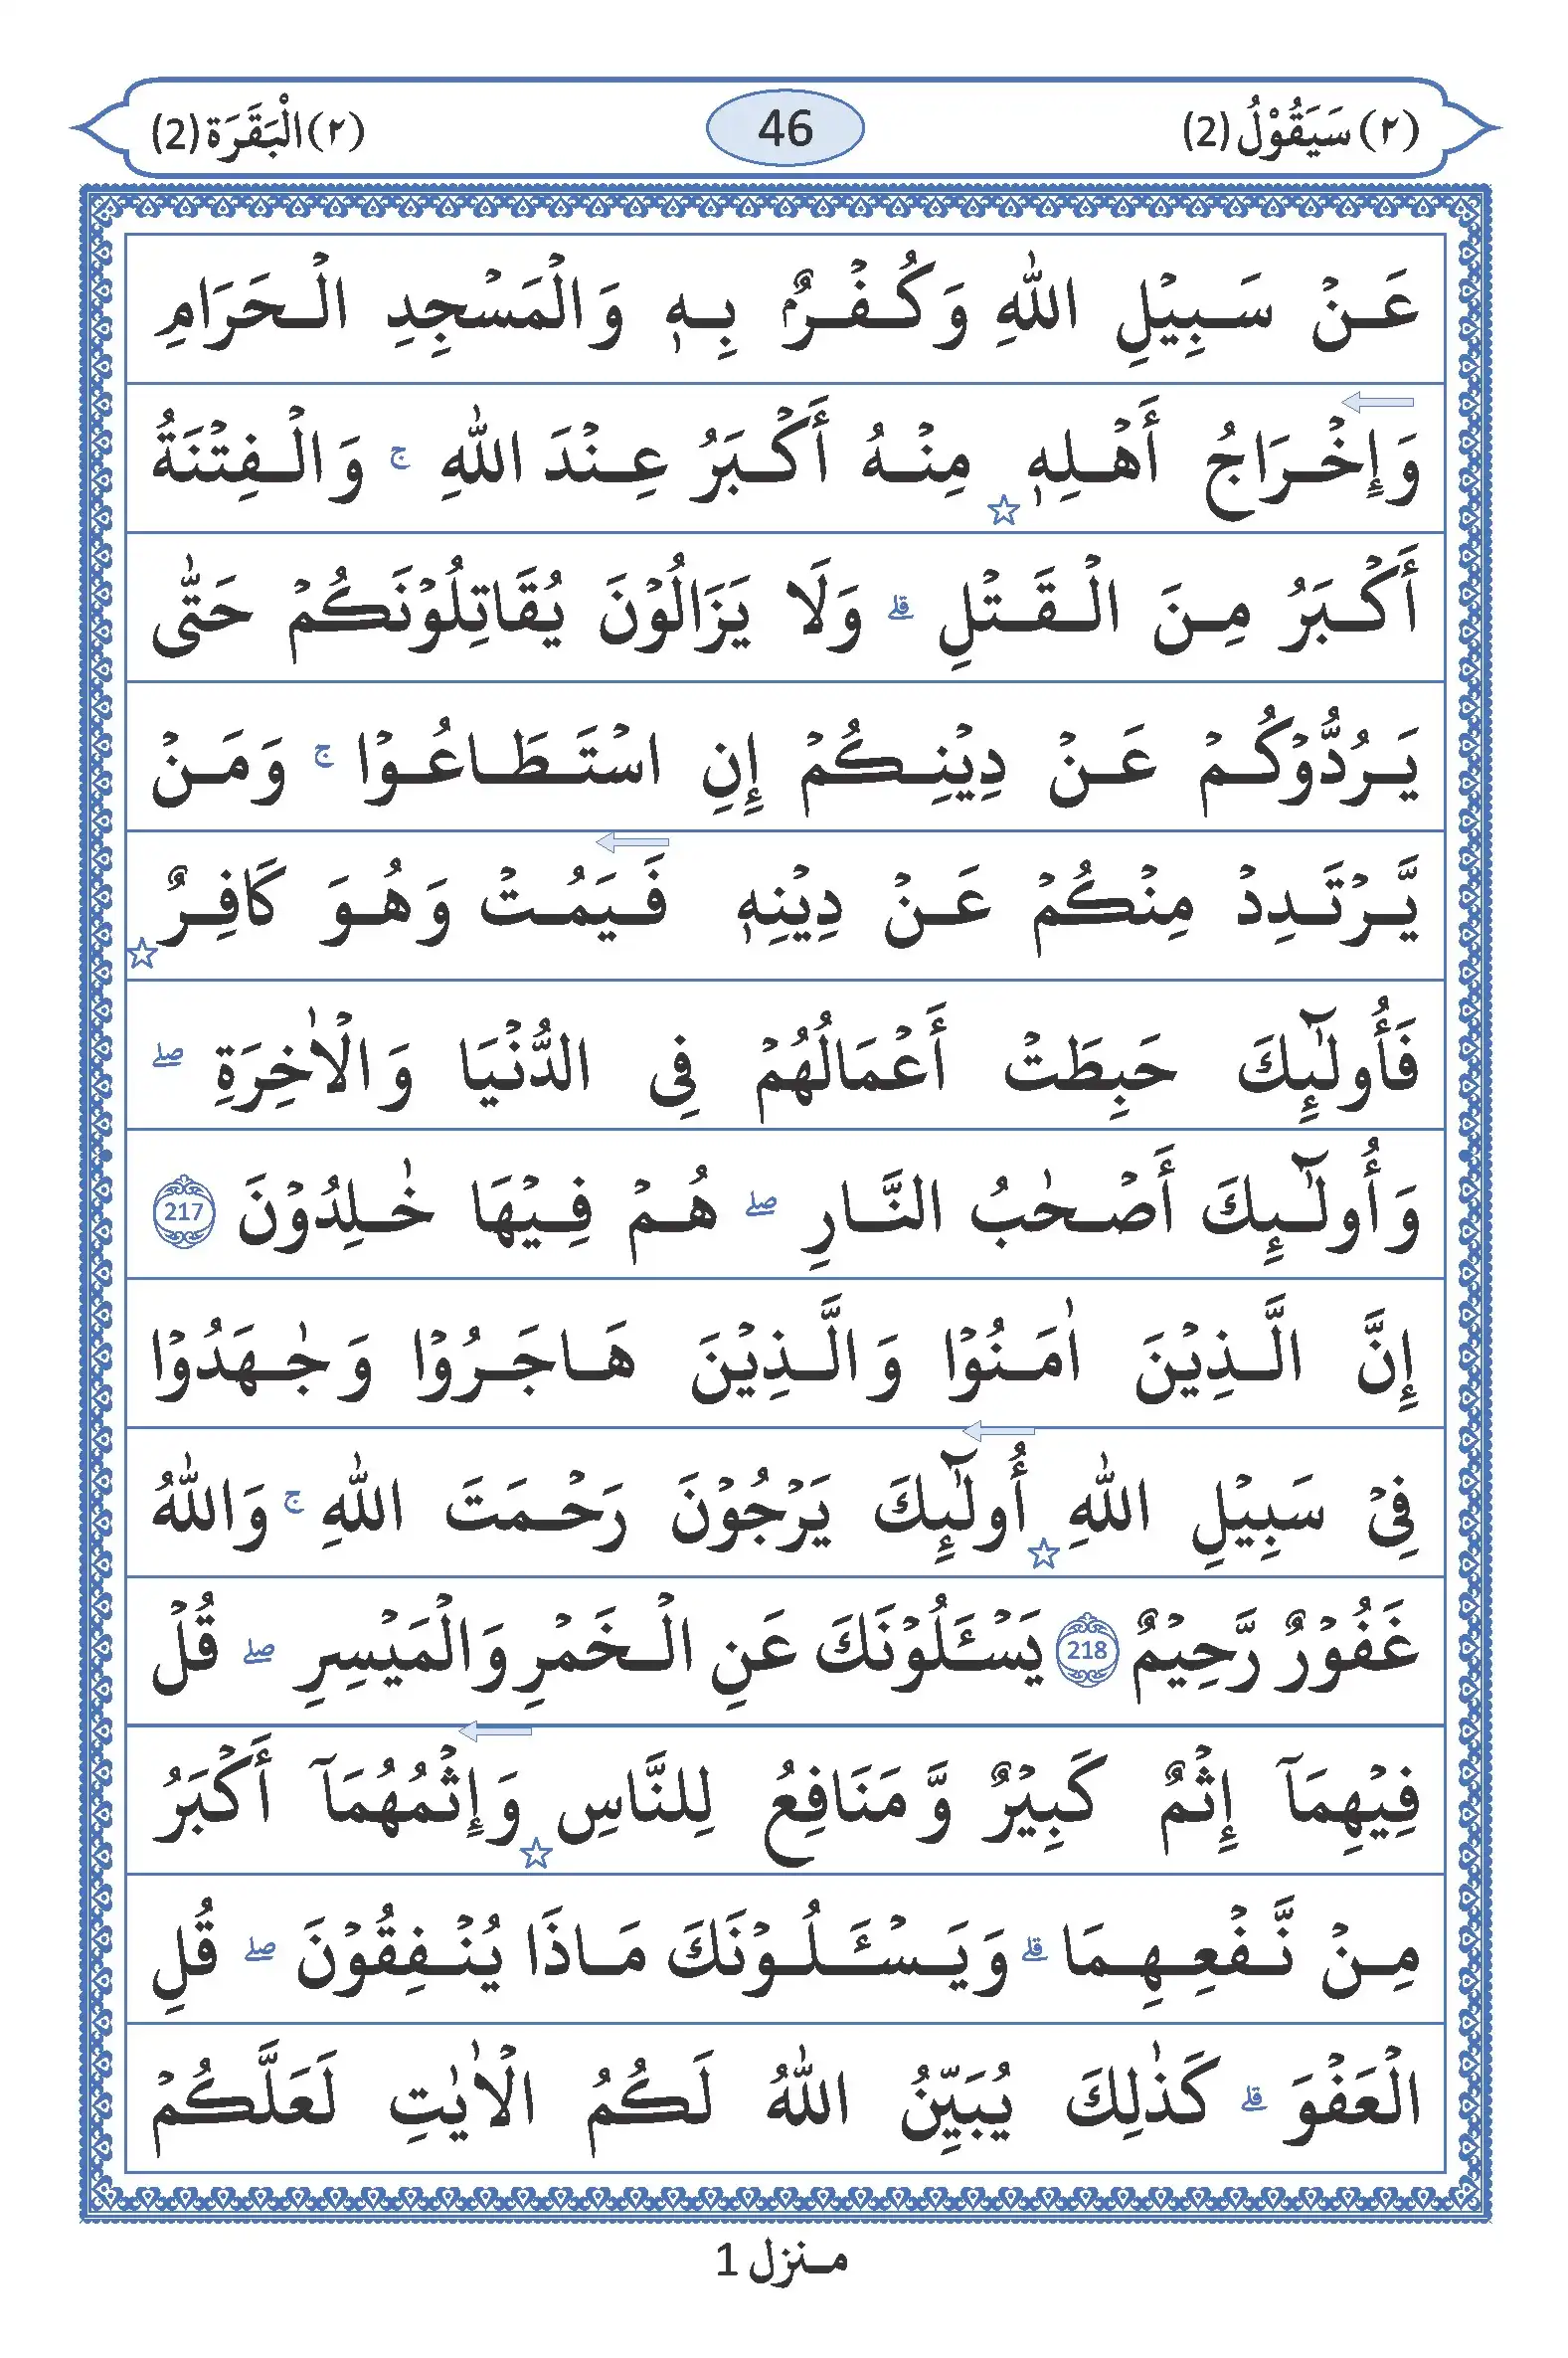 (٢) سَيَقُوْلُ (2) 46 (٢) الْبَقَرَة (2)
عَنْ سَبِيْلِ اللّٰهِ وَكُفْرٌۢ بِهٖ وَالْمَسْجِدِ الْحَرَامِ
وَإِخْرَاجُ أَهْلِهٖ ☆ مِنْهُ أَكْبَرُ عِنْدَ اللّٰهِ ۚ وَالْفِتْنَةُ
أَكْبَرُ مِنَ الْقَتْلِ ۗ وَلَا يَزَالُوْنَ يُقَاتِلُوْنَكُمْ حَتّٰى
يَرُدُّوْكُمْ عَنْ دِيْنِكُمْ إِنِ اسْتَطَاعُوْا ۚ وَمَنْ
يَّرْتَدِدْ مِنْكُمْ عَنْ دِيْنِهٖ فَيَمُتْ وَهُوَ كَافِرٌ ☆
فَأُولٰٓئِكَ حَبِطَتْ أَعْمَالُهُمْ فِى الدُّنْيَا وَالْاٰخِرَةِ ۖ
وَأُولٰٓئِكَ أَصْحٰبُ النَّارِ ۖ هُمْ فِيْهَا خٰلِدُوْنَ 217
إِنَّ الَّذِيْنَ اٰمَنُوْا وَالَّذِيْنَ هَاجَرُوْا وَجٰهَدُوْا
فِيْ سَبِيْلِ اللّٰهِ ☆ أُولٰٓئِكَ يَرْجُوْنَ رَحْمَتَ اللّٰهِ ۚ وَاللّٰهُ
غَفُوْرٌ رَّحِيْمٌ 218 يَسْـَٔلُوْنَكَ عَنِ الْخَمْرِ وَالْمَيْسِرِ ۖ قُلْ
فِيْهِمَآ إِثْمٌ كَبِيْرٌ وَّمَنَافِعُ لِلنَّاسِ ☆ وَإِثْمُهُمَآ أَكْبَرُ
مِنْ نَّفْعِهِمَا ۗ وَيَسْـَٔلُوْنَكَ مَاذَا يُنْفِقُوْنَ ۖ قُلِ
الْعَفْوَ ۗ كَذٰلِكَ يُبَيِّنُ اللّٰهُ لَكُمُ الْاٰيٰتِ لَعَلَّكُمْ
منزل 1